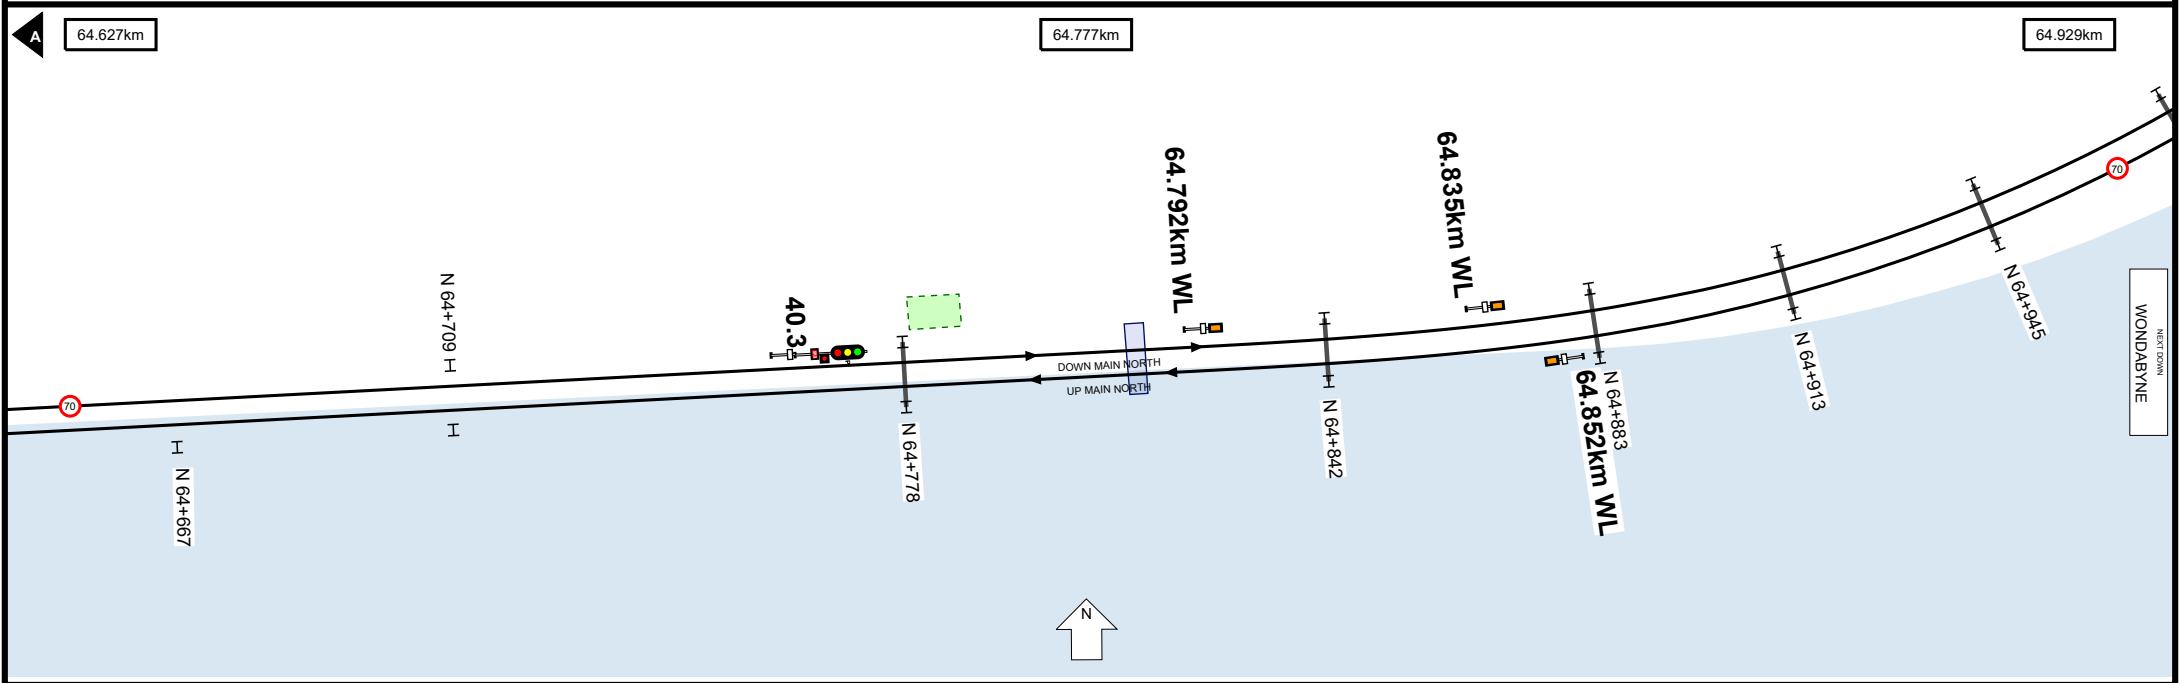 A
64.627km
64.777km
64.929km
64.792km WL
64.835km WL
70
N 64+709
40.3
DOWN MAIN NORTH
UP MAIN NORTH
70
N 64+667
N 64+778
N 64+842
64.852km WL
N 64+883
N 64+913
N 64+945
NEXT DOWN
WONDABYNE
N